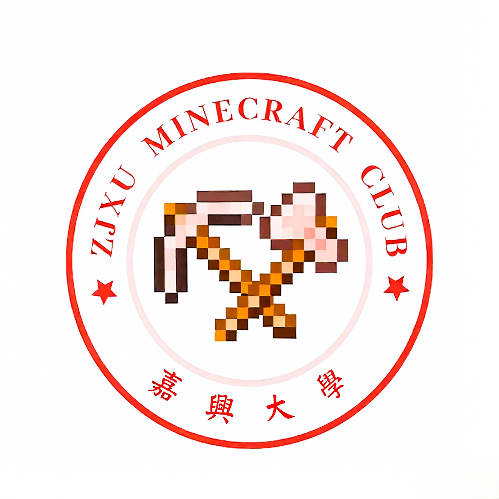 ZJXU MINECRAFT CLUB
嘉興大學